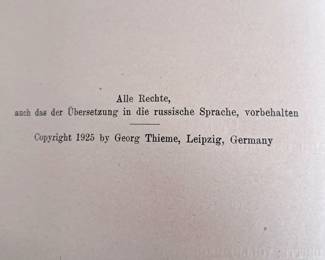 Alle Rechte,
auch das der Übersetzung in die russische Sprache, vorbehalten
Copyright 1925 by Georg Thieme, Leipzig, Germany